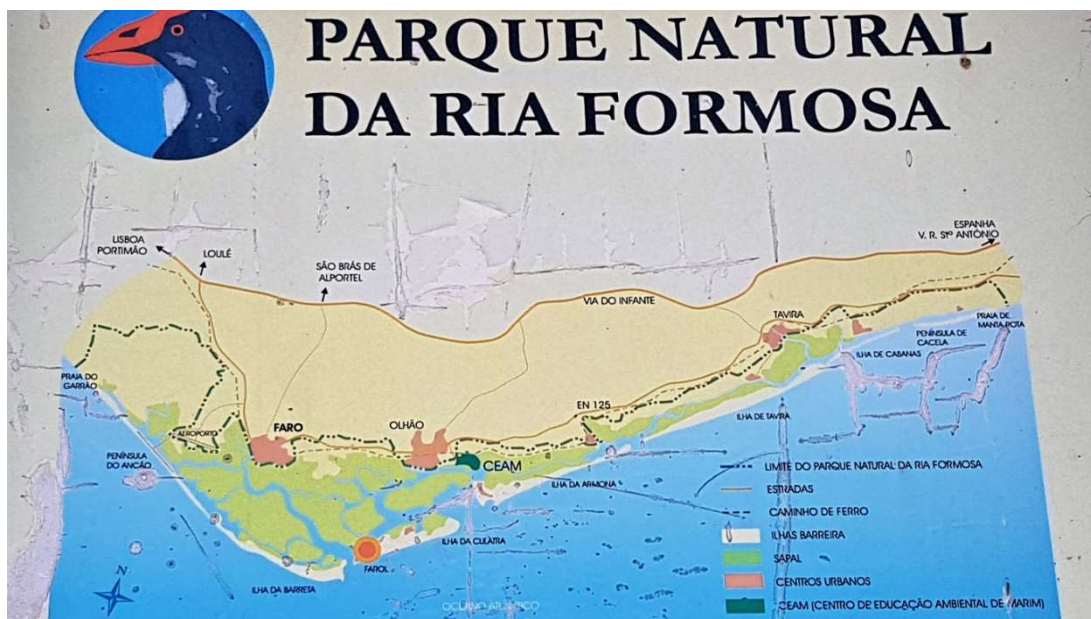 PARQUE NATURAL
DA RIA FORMOSA
LISBOA
PORTIMÃO
LOULÉ
SÃO BRÁS DE
ALPORTEL
ESPANHA
V. R. Stº ANTÓNIO
VIA DO INFANTE
TAVIRA
PRAIA DE
MANTA ROTA
PENÍNSULA DE
CACELA
ILHA DE CABANAS
PRAIA DO
GARRÃO
EN 125
ILHA DE TAVIRA
AEROPORTO
FARO
OLHÃO
PENÍNSULA
DO ANCÃO
CEAM
ILHA DA ARMONA
ILHA DA CULATRA
FAROL
ILHA DA BARRETA
N
OCEANO ATLÂNTICO
LIMITE DO PARQUE NATURAL DA RIA FORMOSA
ESTRADAS
CAMINHO DE FERRO
ILHAS BARREIRA
SAPAL
CENTROS URBANOS
CEAM (CENTRO DE EDUCAÇÃO AMBIENTAL DE MARIM)